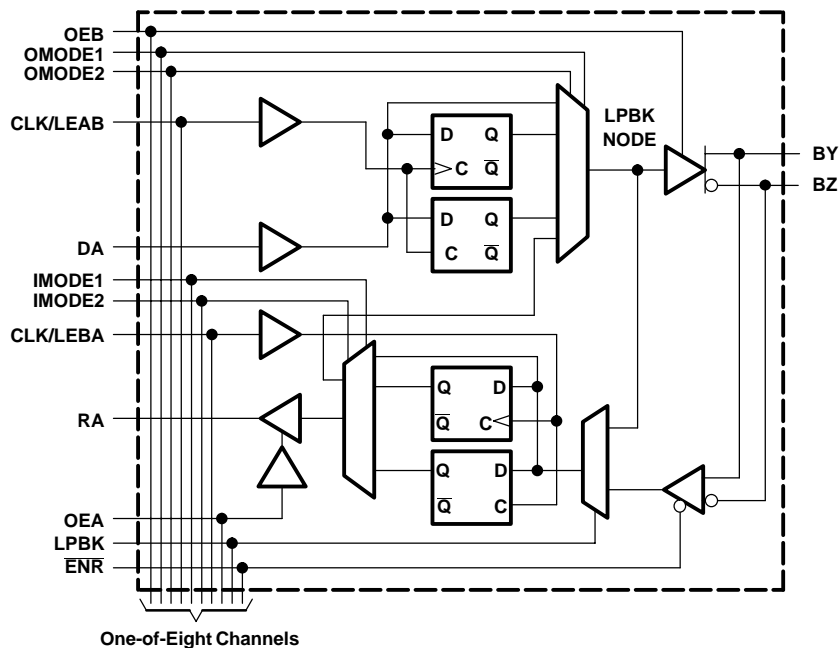 OEB
OMODE1
OMODE2
CLK/LEAB
DA
IMODE1
IMODE2
CLK/LEBA
RA
OEA
LPBK
E̅N̅R̅
D Q
C Q̅
D Q
C Q̅
LPBK
NODE
BY
BZ
Q D
Q̅ C
Q D
Q̅ C
One-of-Eight Channels